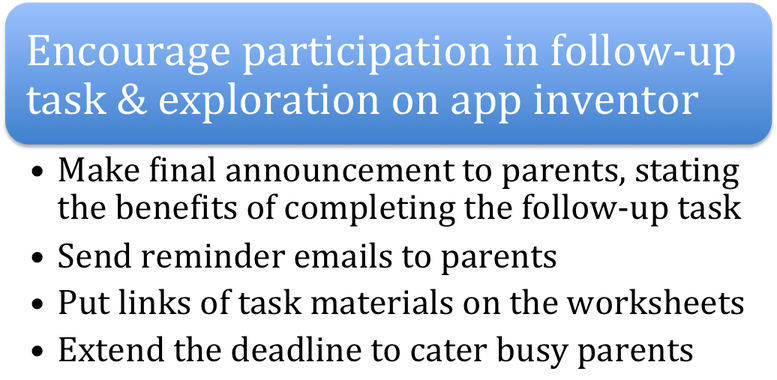 Encourage participation in follow-up
task & exploration on app inventor
• Make final announcement to parents, stating
the benefits of completing the follow-up task
• Send reminder emails to parents
• Put links of task materials on the worksheets
• Extend the deadline to cater busy parents